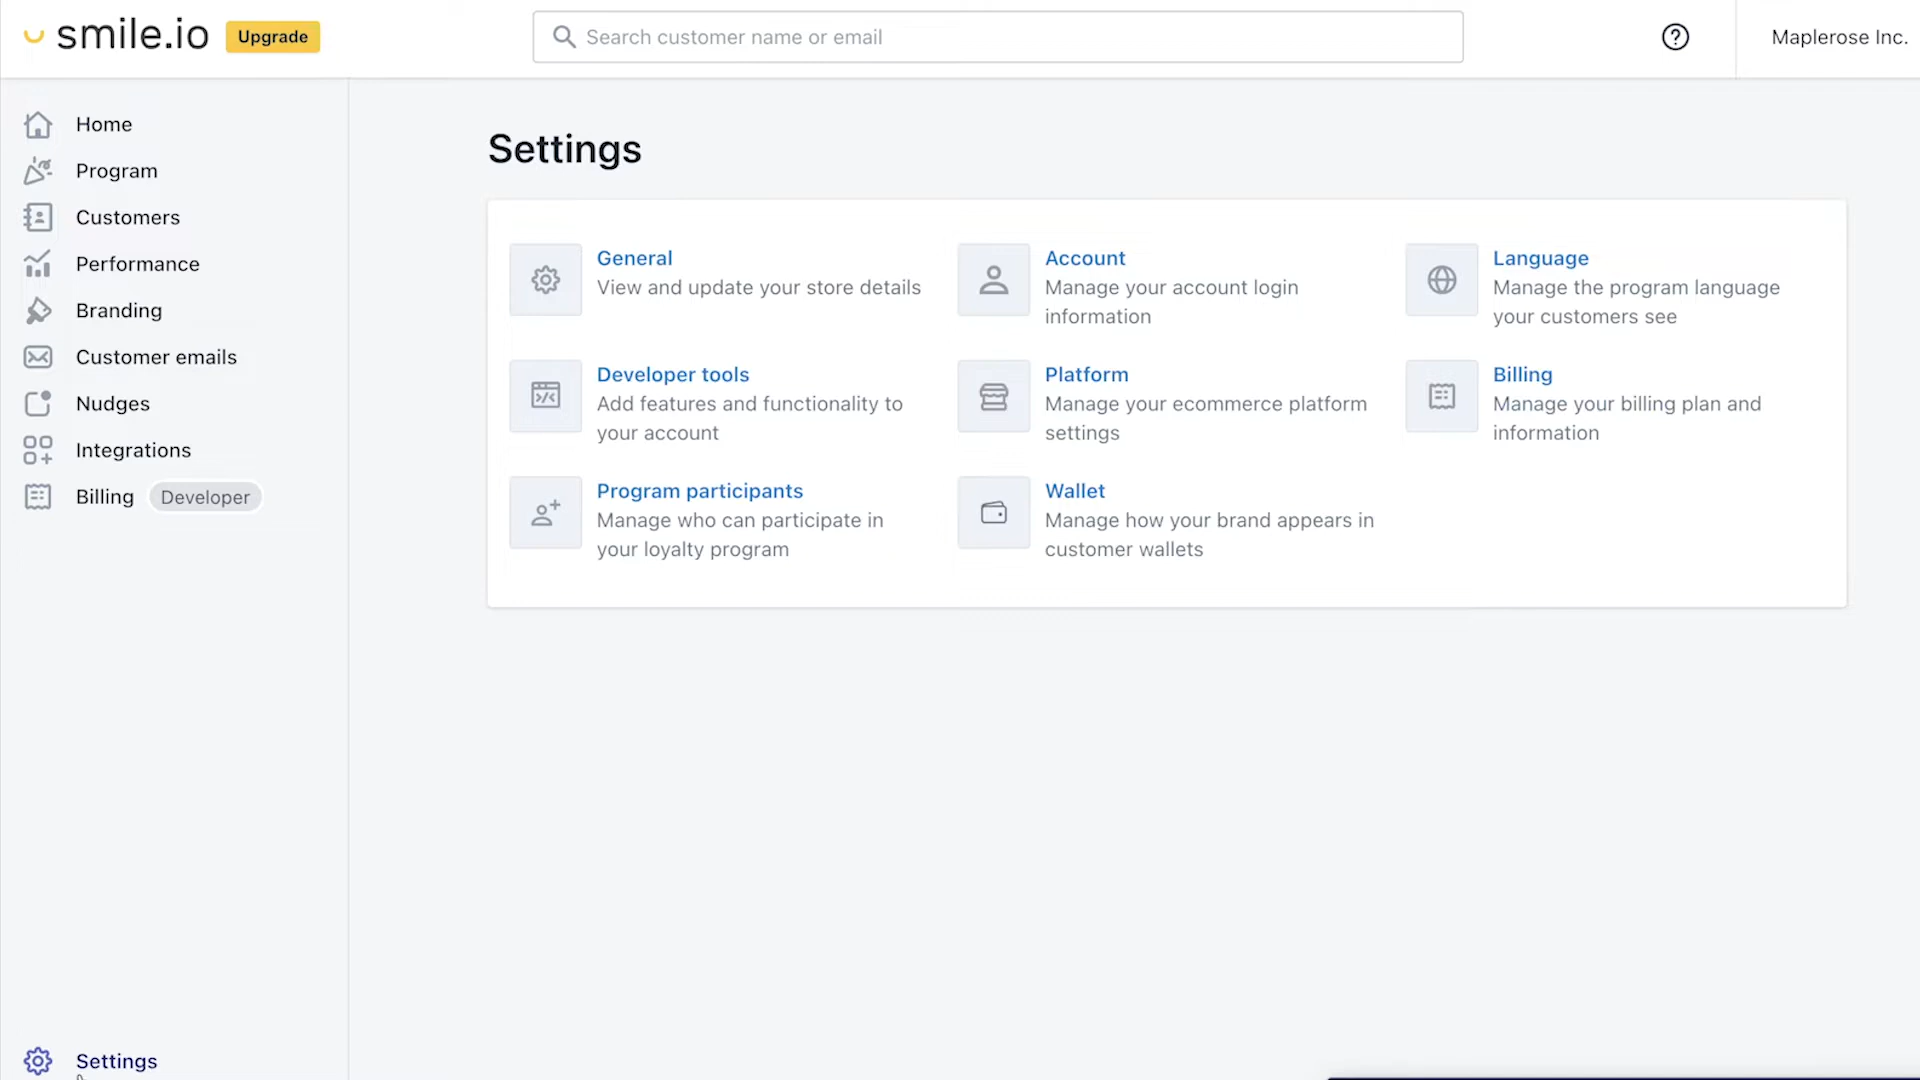 smile.io
Upgrade
Search customer name or email
Maplerose Inc.
Home
Program
Customers
Performance
Branding
Customer emails
Nudges
Integrations
Billing Developer
Settings
Settings
General
View and update your store details
Account
Manage your account login
information
Language
Manage the program language
your customers see
Developer tools
Add features and functionality to
your account
Platform
Manage your ecommerce platform
settings
Billing
Manage your billing plan and
information
Program participants
Manage who can participate in
your loyalty program
Wallet
Manage how your brand appears in
customer wallets